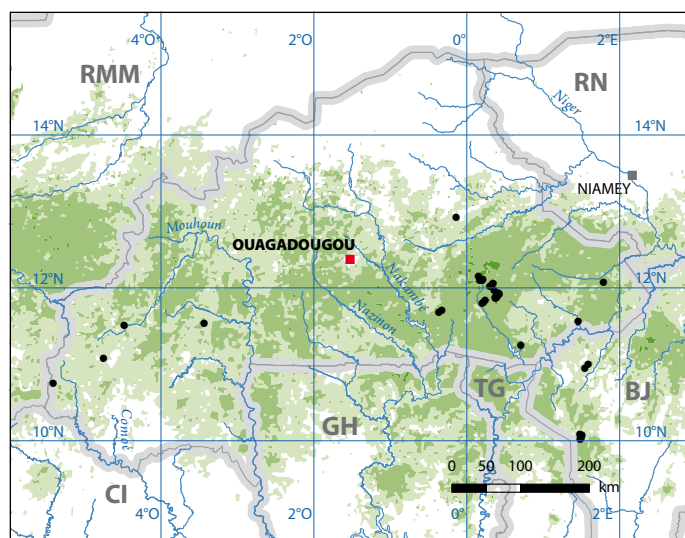 4°O 2°O 0° 2°E
RMM
RN
Niger
14°N 14°N
NIAMEY
Mouhoun
OUAGADOUGOU
Nakambe
12°N 12°N
Nazinon
TG
BJ
GH
Comoé
10°N 10°N
CI
0 50 100 200
km
4°O 2°O 0° 2°E